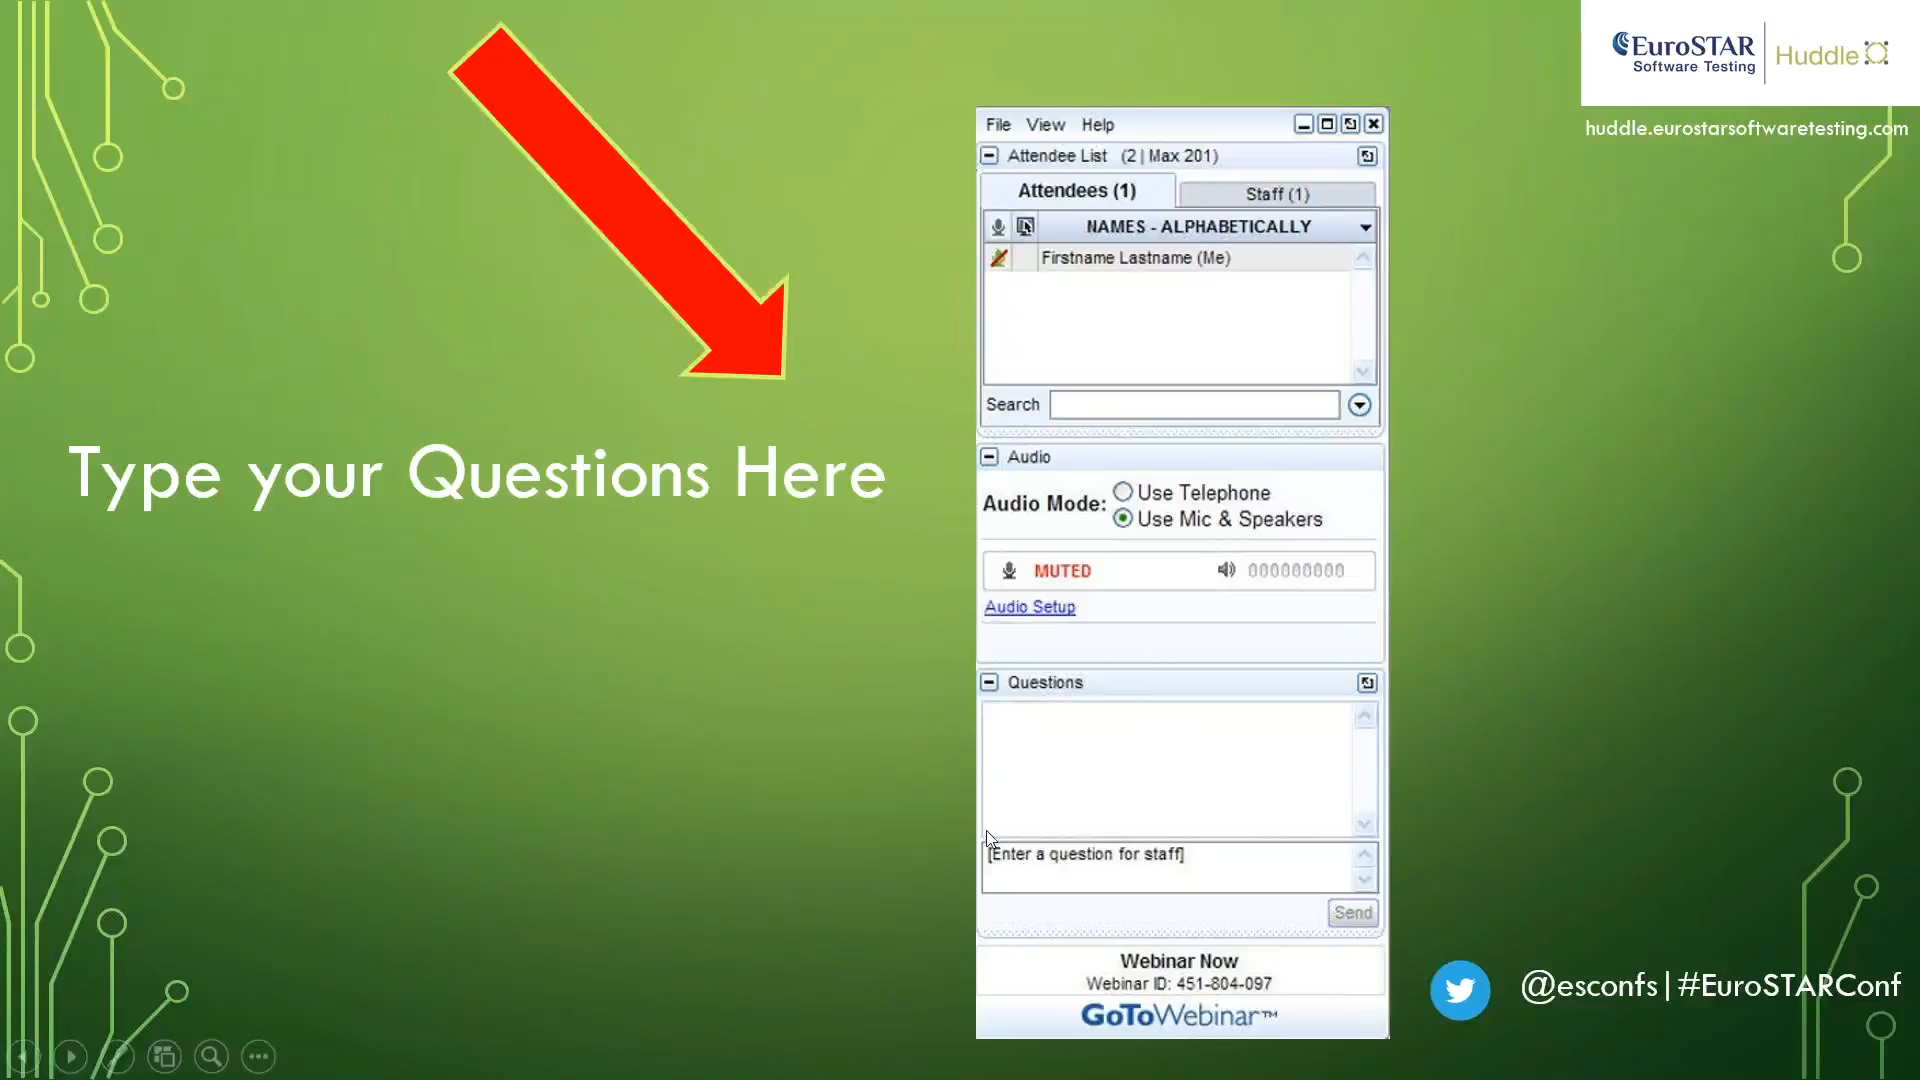 EuroSTAR
Software Testing
Huddle
huddle.eurostarsoftwaretesting.com
Type your Questions Here
File View Help
Attendee List (2 | Max 201)
Attendees (1)
Staff (1)
NAMES - ALPHABETICALLY
Firstname Lastname (Me)
Search
Audio
Audio Mode:
Use Telephone
Use Mic & Speakers
MUTED
000000000
Audio Setup
Questions
[Enter a question for staff]
Send
Webinar Now
Webinar ID: 451-804-097
GoToWebinar™
@esconfs | #EuroSTARConf